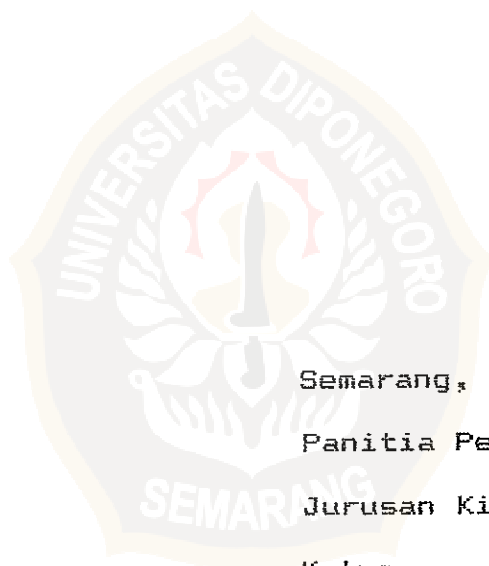 UNIVERSITAS DIPONEGORO
SEMARANG
Semarang,
Panitia Pe
Jurusan Ki